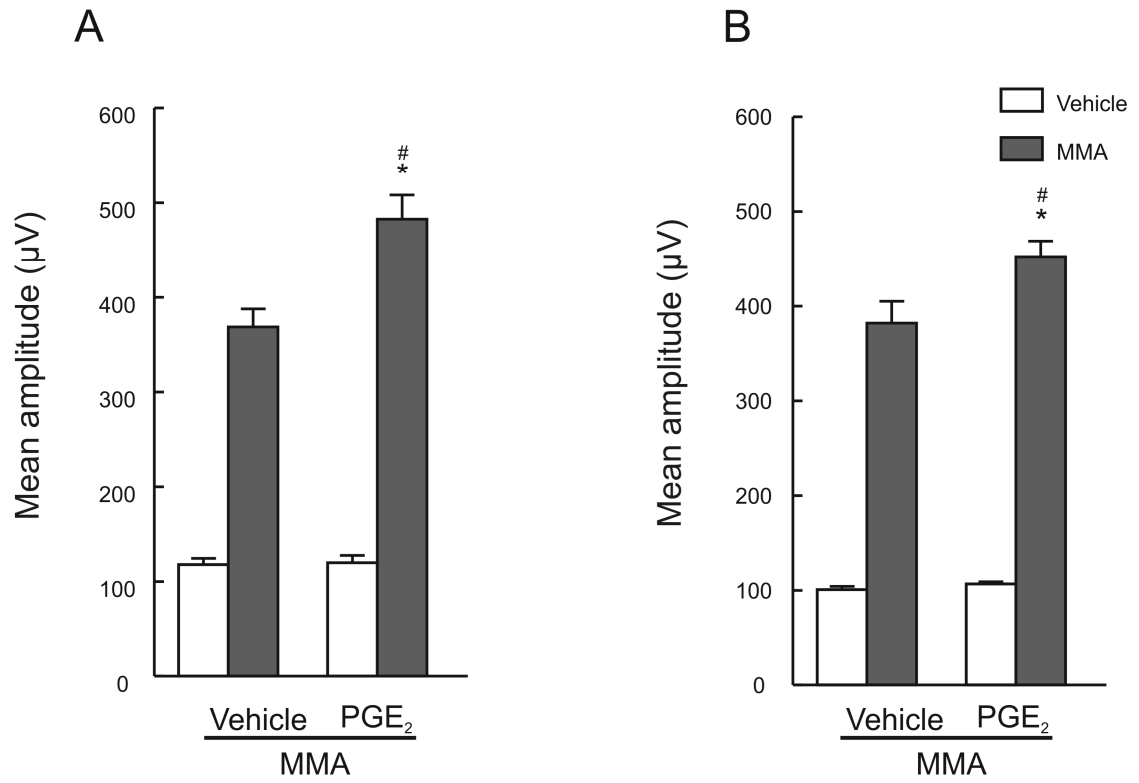 A
Mean amplitude (µV)
600
500
400
300
200
100
0
#
*
Vehicle PGE₂
MMA
B
Vehicle
MMA
Mean amplitude (µV)
600
500
400
300
200
100
0
#
*
Vehicle PGE₂
MMA